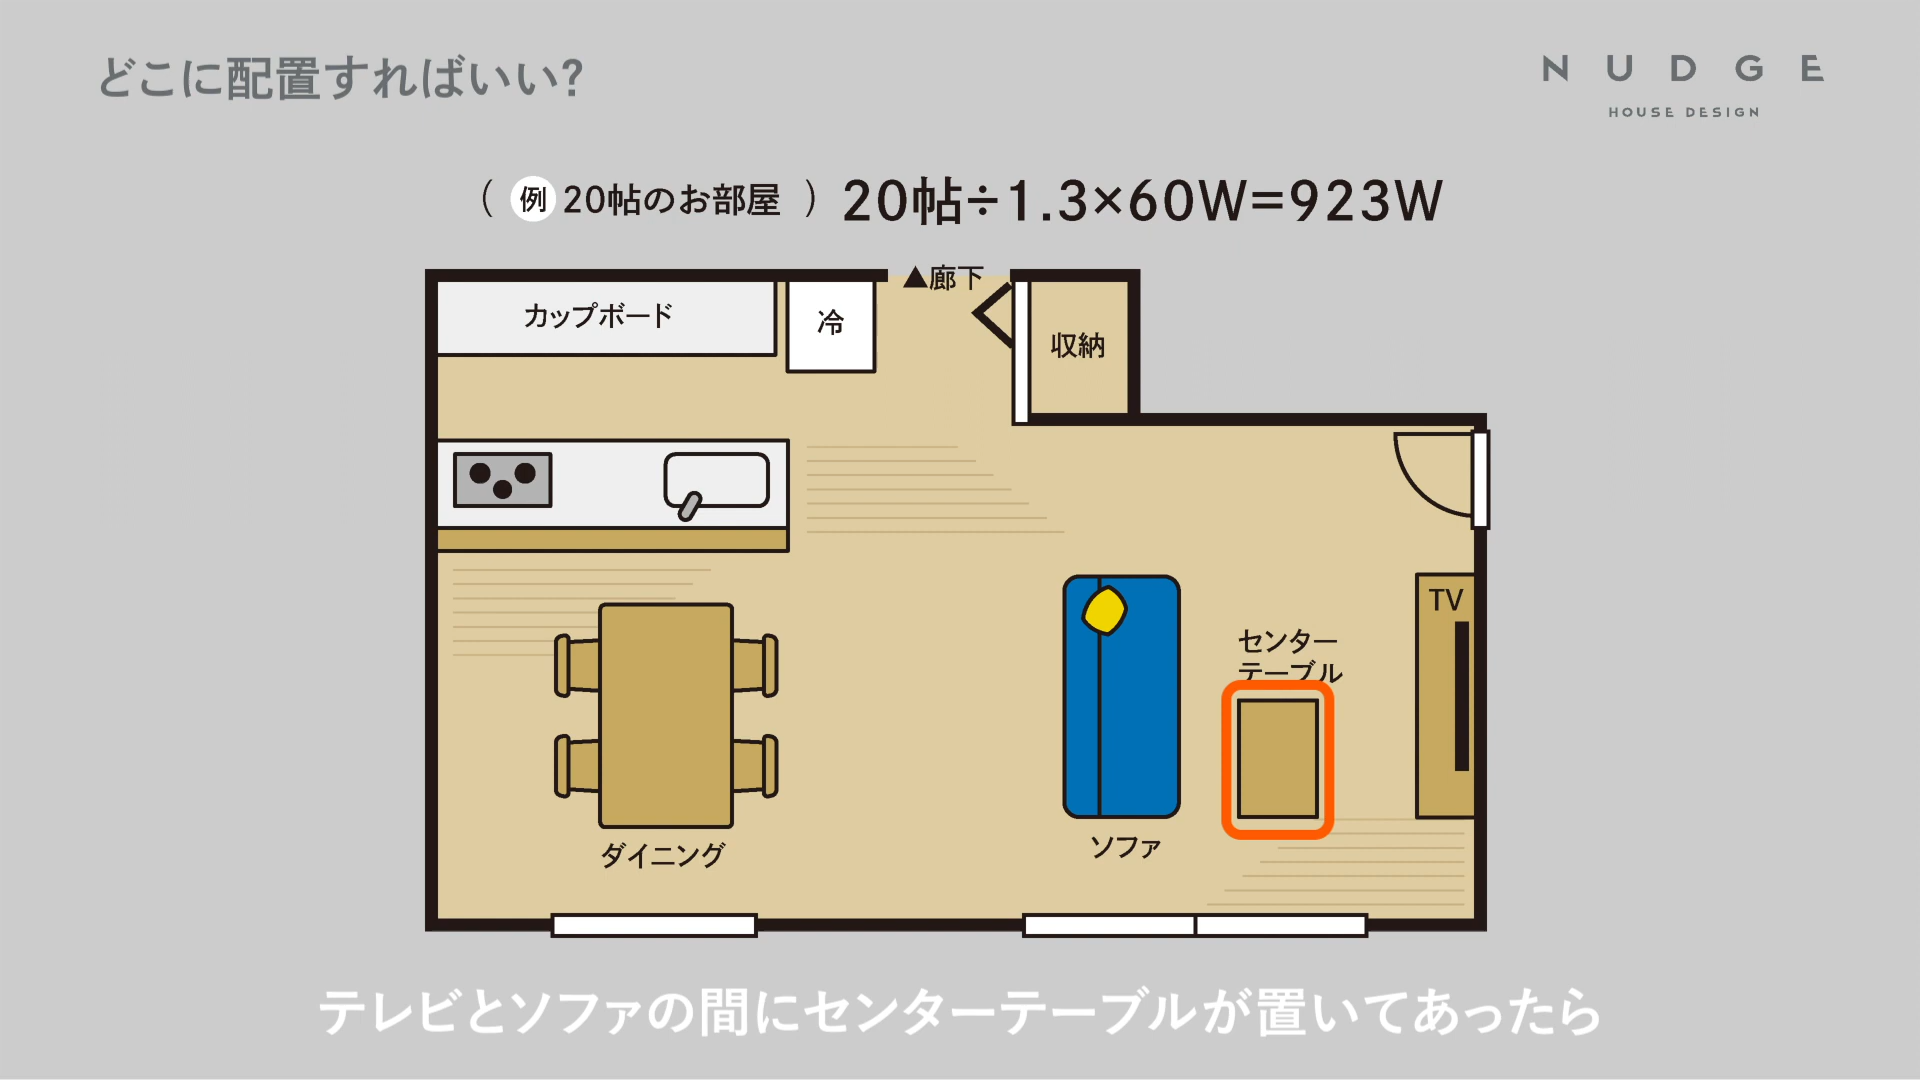 どこに配置すればいい?
NUDGE
HOUSE DESIGN
（例 20帖のお部屋）20帖÷1.3×60W=923W
▲廊下
カップボード
冷
収納
TV
センター
テーブル
ソファ
ダイニング
テレビとソファの間にセンターテーブルが置いてあったら